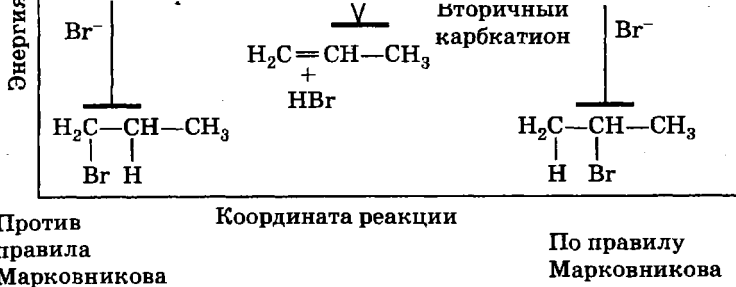 Энергия
Br⁻
V
Вторичный
карбкатион
Br⁻
H₂C=CH—CH₃
+
HBr
H₂C—CH—CH₃
Br H
H₂C—CH—CH₃
H Br
Координата реакции
Против
правила
Марковникова
По правилу
Марковникова